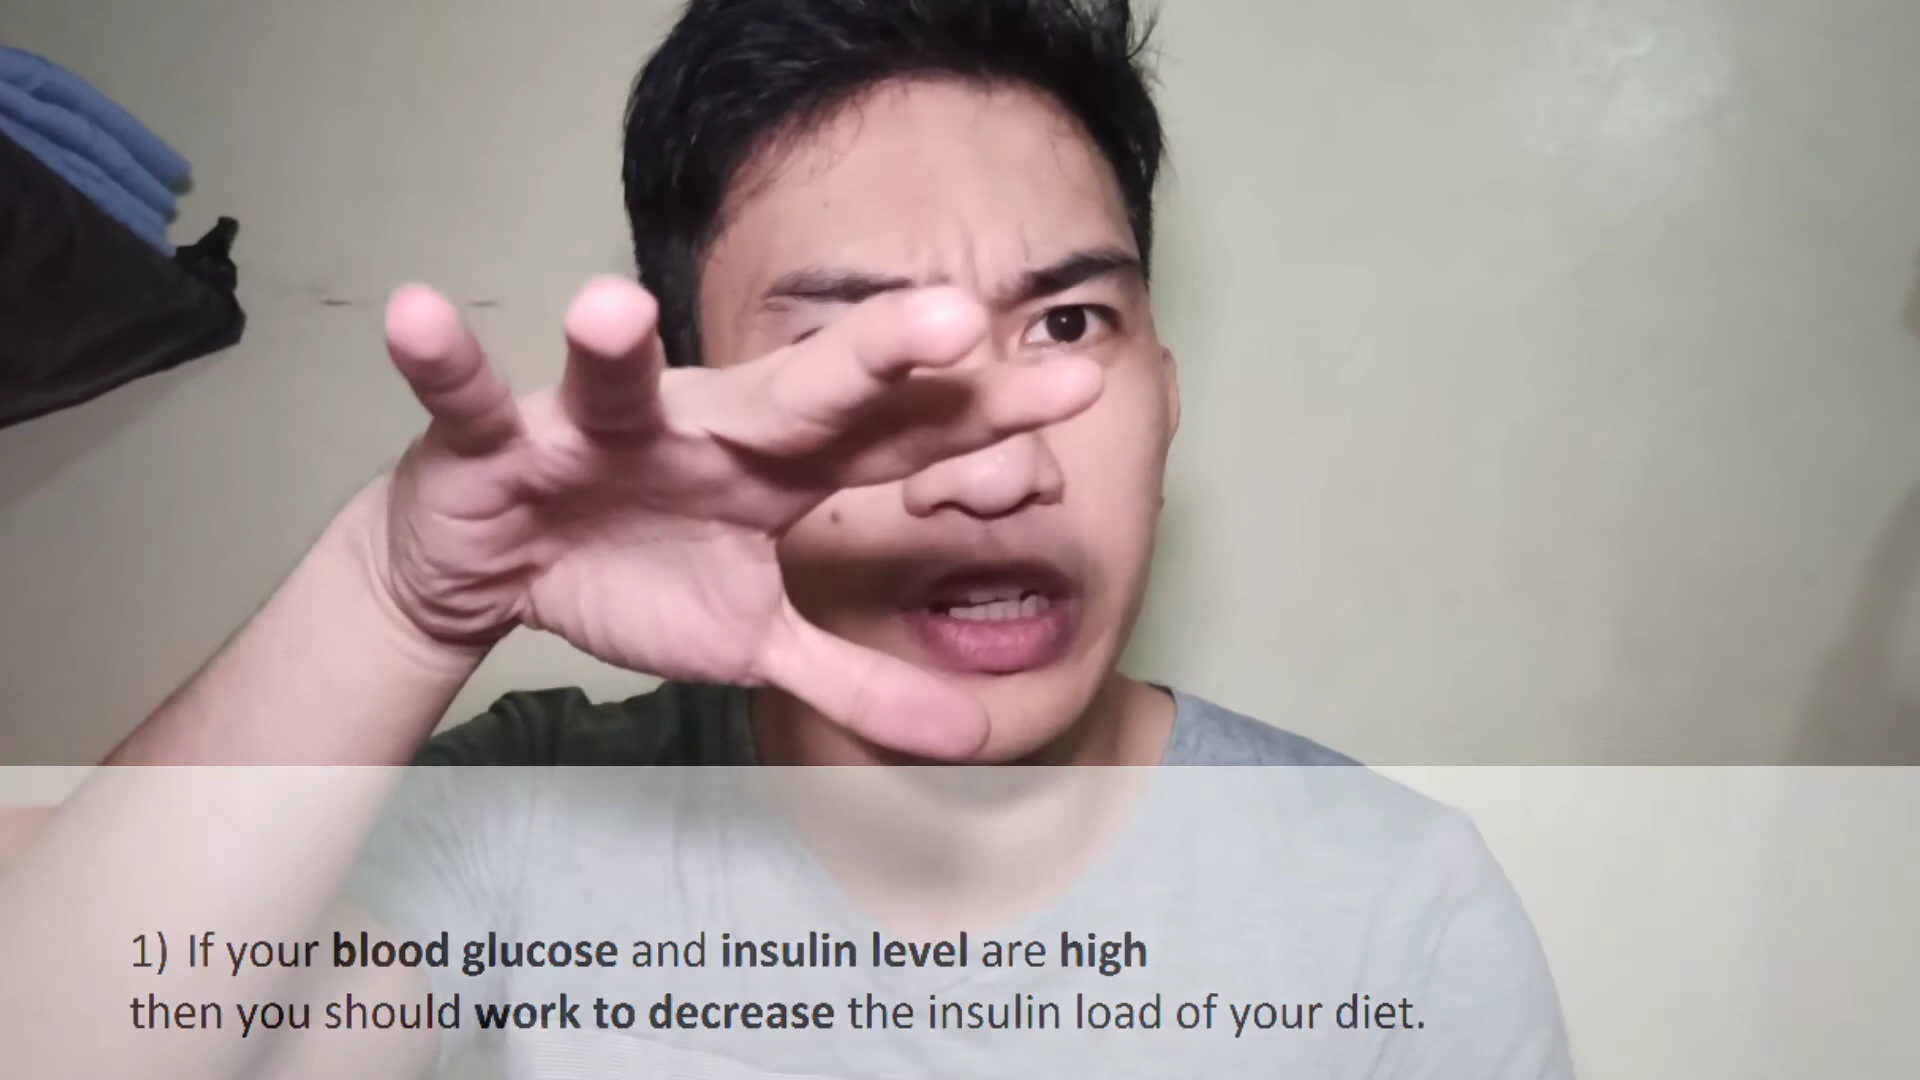 1) If your blood glucose and insulin level are high
then you should work to decrease the insulin load of your diet.